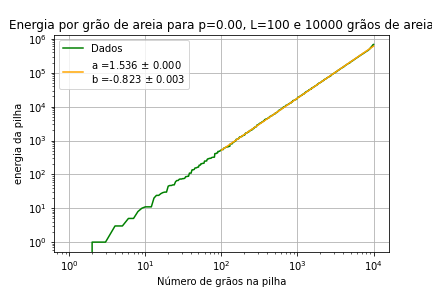 Energia por grão de areia para p=0.00, L=100 e 10000 grãos de areia
Dados
a =1.536 ± 0.000
b =-0.823 ± 0.003
energia da pilha
10⁶
10⁵
10⁴
10³
10²
10¹
10⁰
10⁰ 10¹ 10² 10³ 10⁴
Número de grãos na pilha